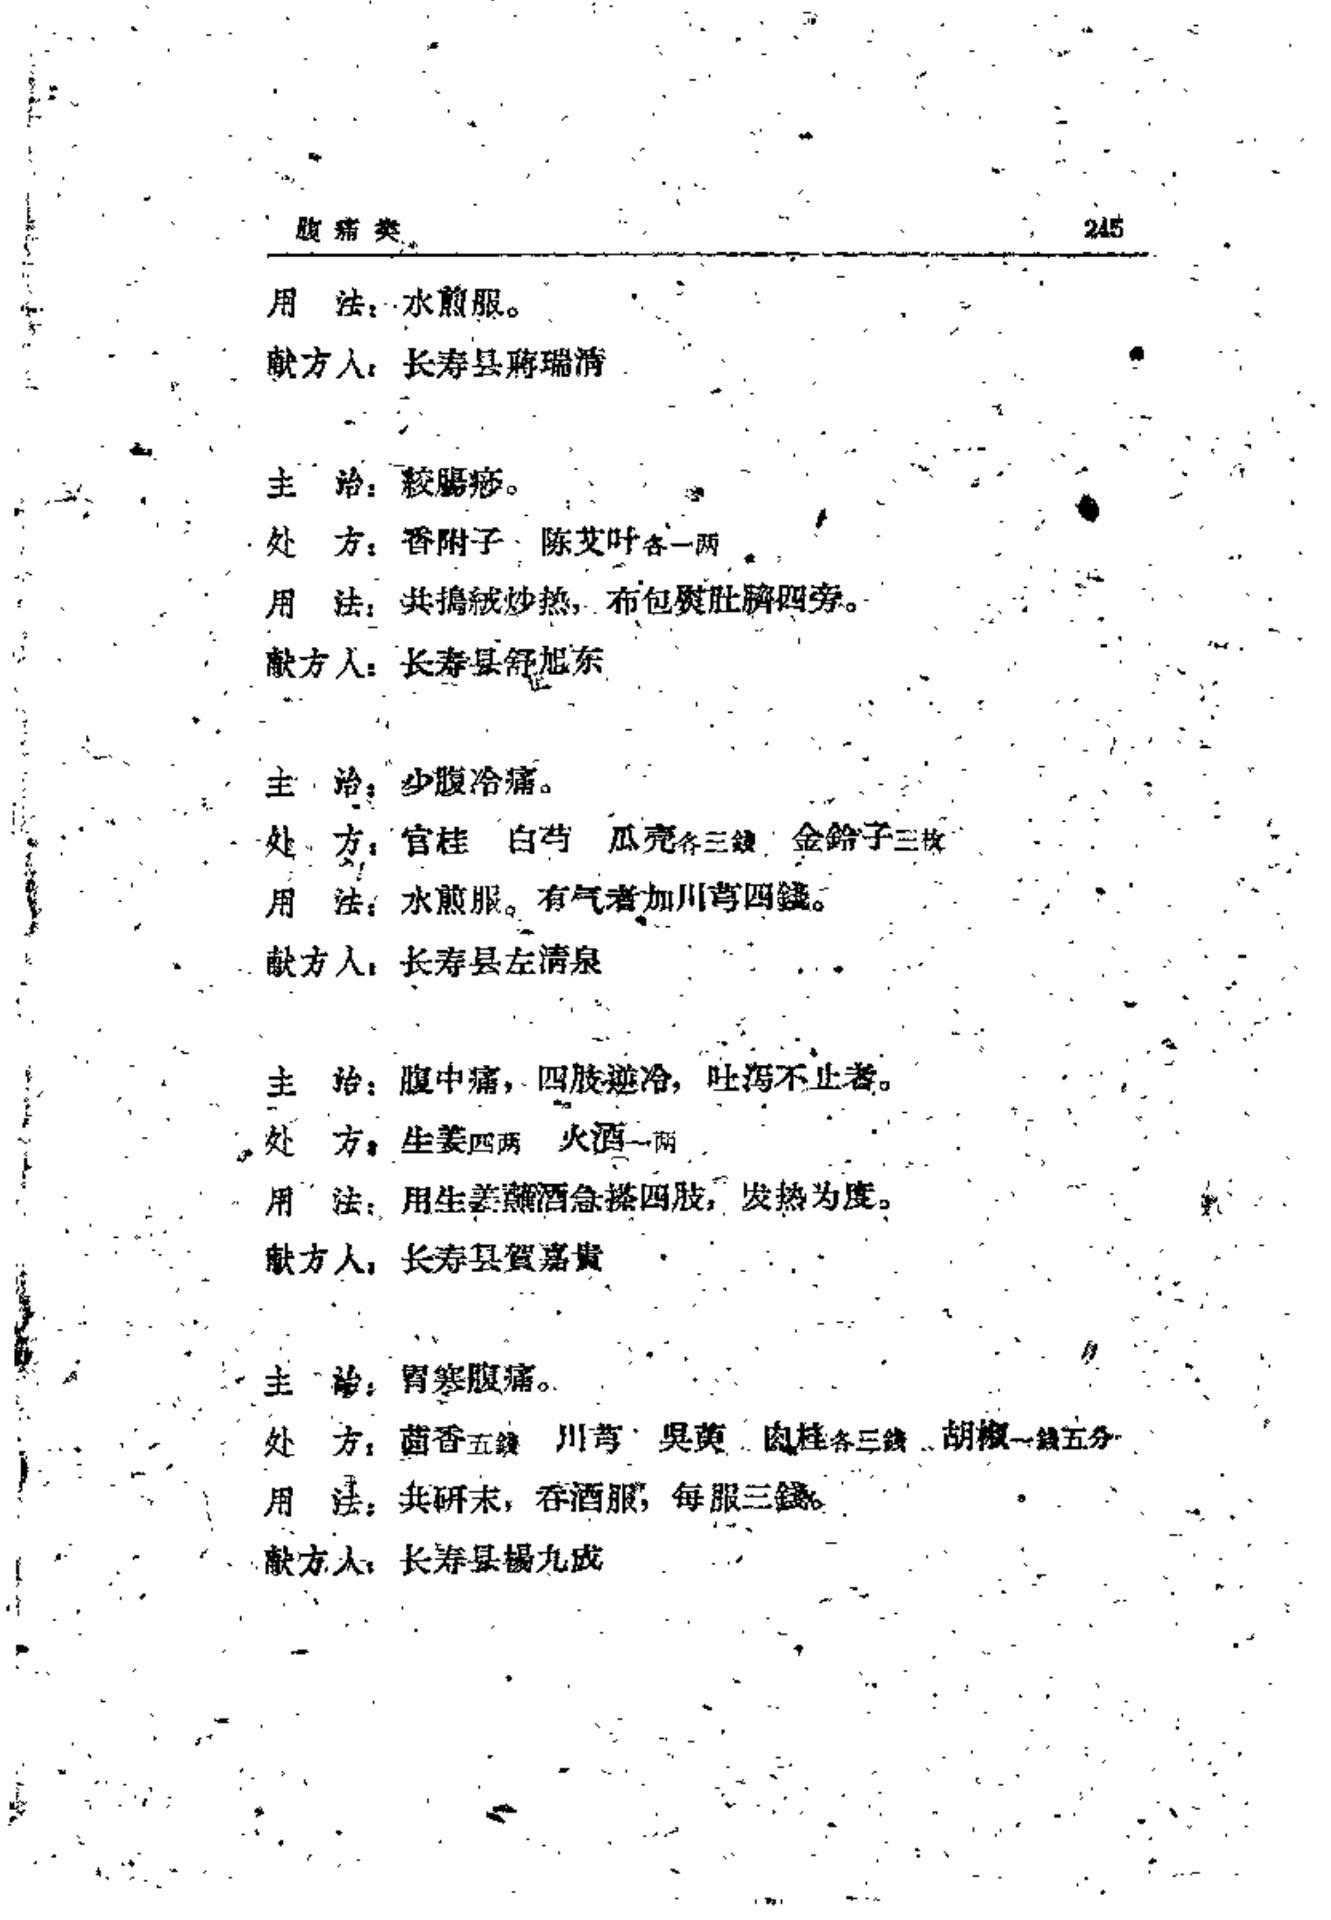 腹痛类 245
用　法：水煎服。
献方人：长寿县蔣瑞清
主　治：絞腸痧。
处　方：香附子　陈艾叶各一两
用　法：共搗絨炒热，布包熨肚臍四旁。
献方人：长寿县舒旭东
主　治：少腹冷痛。
处　方：官桂　白芍　瓜壳各三錢　金鈴子三枚
用　法：水煎服。有气者加川芎四錢。
献方人：长寿县左清泉
主　治：腹中痛，四肢逆冷，吐泻不止者。
处　方：生姜四两　火酒一两
用　法：用生姜蘸酒急搽四肢，发热为度。
献方人：长寿县賀嘉貴
主　治：胃寒腹痛。
处　方：茴香五錢　川芎　吳萸　肉桂各三錢　胡椒一錢五分
用　法：共研末，吞酒服，每服三錢。
献方人：长寿县楊九成